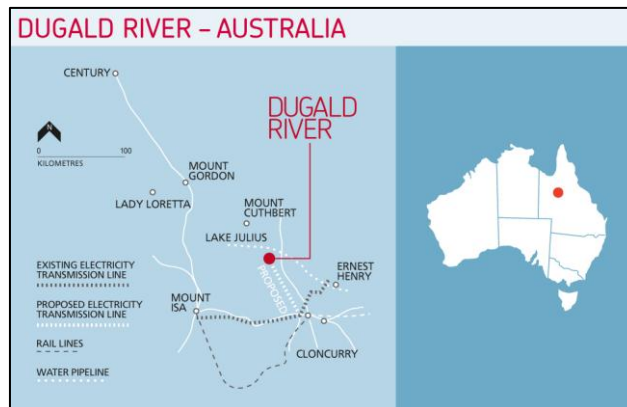 DUGALD RIVER – AUSTRALIA
CENTURY
N
0 100
KILOMETRES
DUGALD
RIVER
MOUNT
GORDON
LADY LORETTA
MOUNT
CUTHBERT
LAKE JULIUS
EXISTING ELECTRICITY
TRANSMISSION LINE
PROPOSED
ERNEST
HENRY
PROPOSED ELECTRICITY
TRANSMISSION LINE
MOUNT
ISA
RAIL LINES
CLONCURRY
WATER PIPELINE